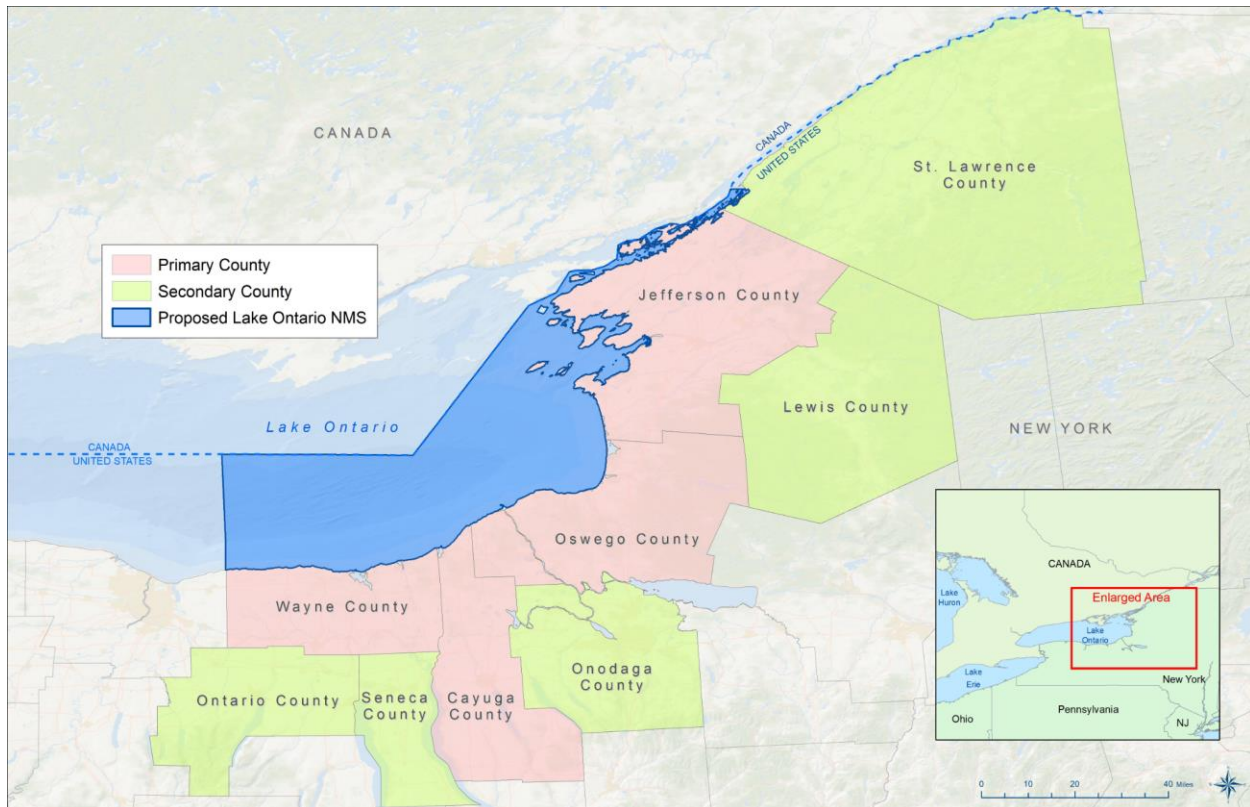 CANADA
CANADA
UNITED STATES
St. Lawrence
County
Primary County
Secondary County
Proposed Lake Ontario NMS
Jefferson County
Lake Ontario
Lewis County
NEW YORK
CANADA
UNITED STATES
Oswego County
Wayne County
Onodaga
County
Ontario County
Seneca
County
Cayuga
County
CANADA
Enlarged Area
Lake
Huron
Lake
Ontario
Lake
Erie
New York
Ohio
Pennsylvania
NJ
0 10 20 40 Miles